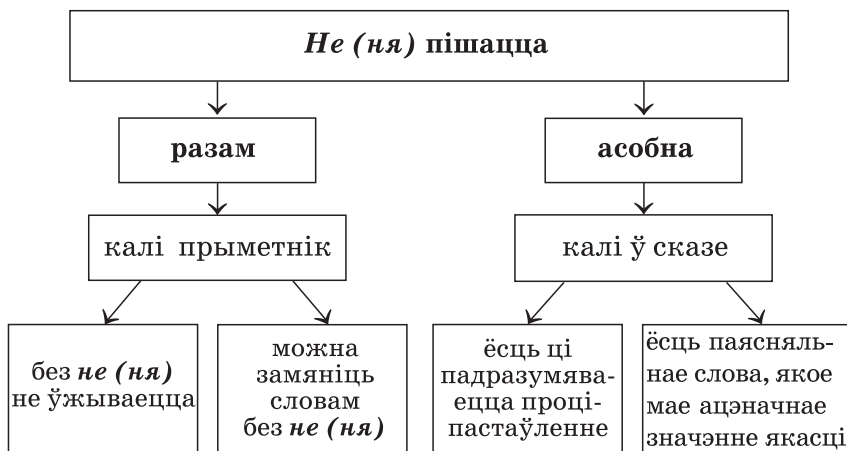 Не (ня) пішацца
разам
асобна
калі прыметнік
калі ў сказе
без не (ня)
не ўжываецца
можна
замяніць
словам
без не (ня)
ёсць ці
падразумява-
ецца проці-
пастаўленне
ёсць паясняль-
нае слова, якое
мае ацэначнае
значэнне якасці